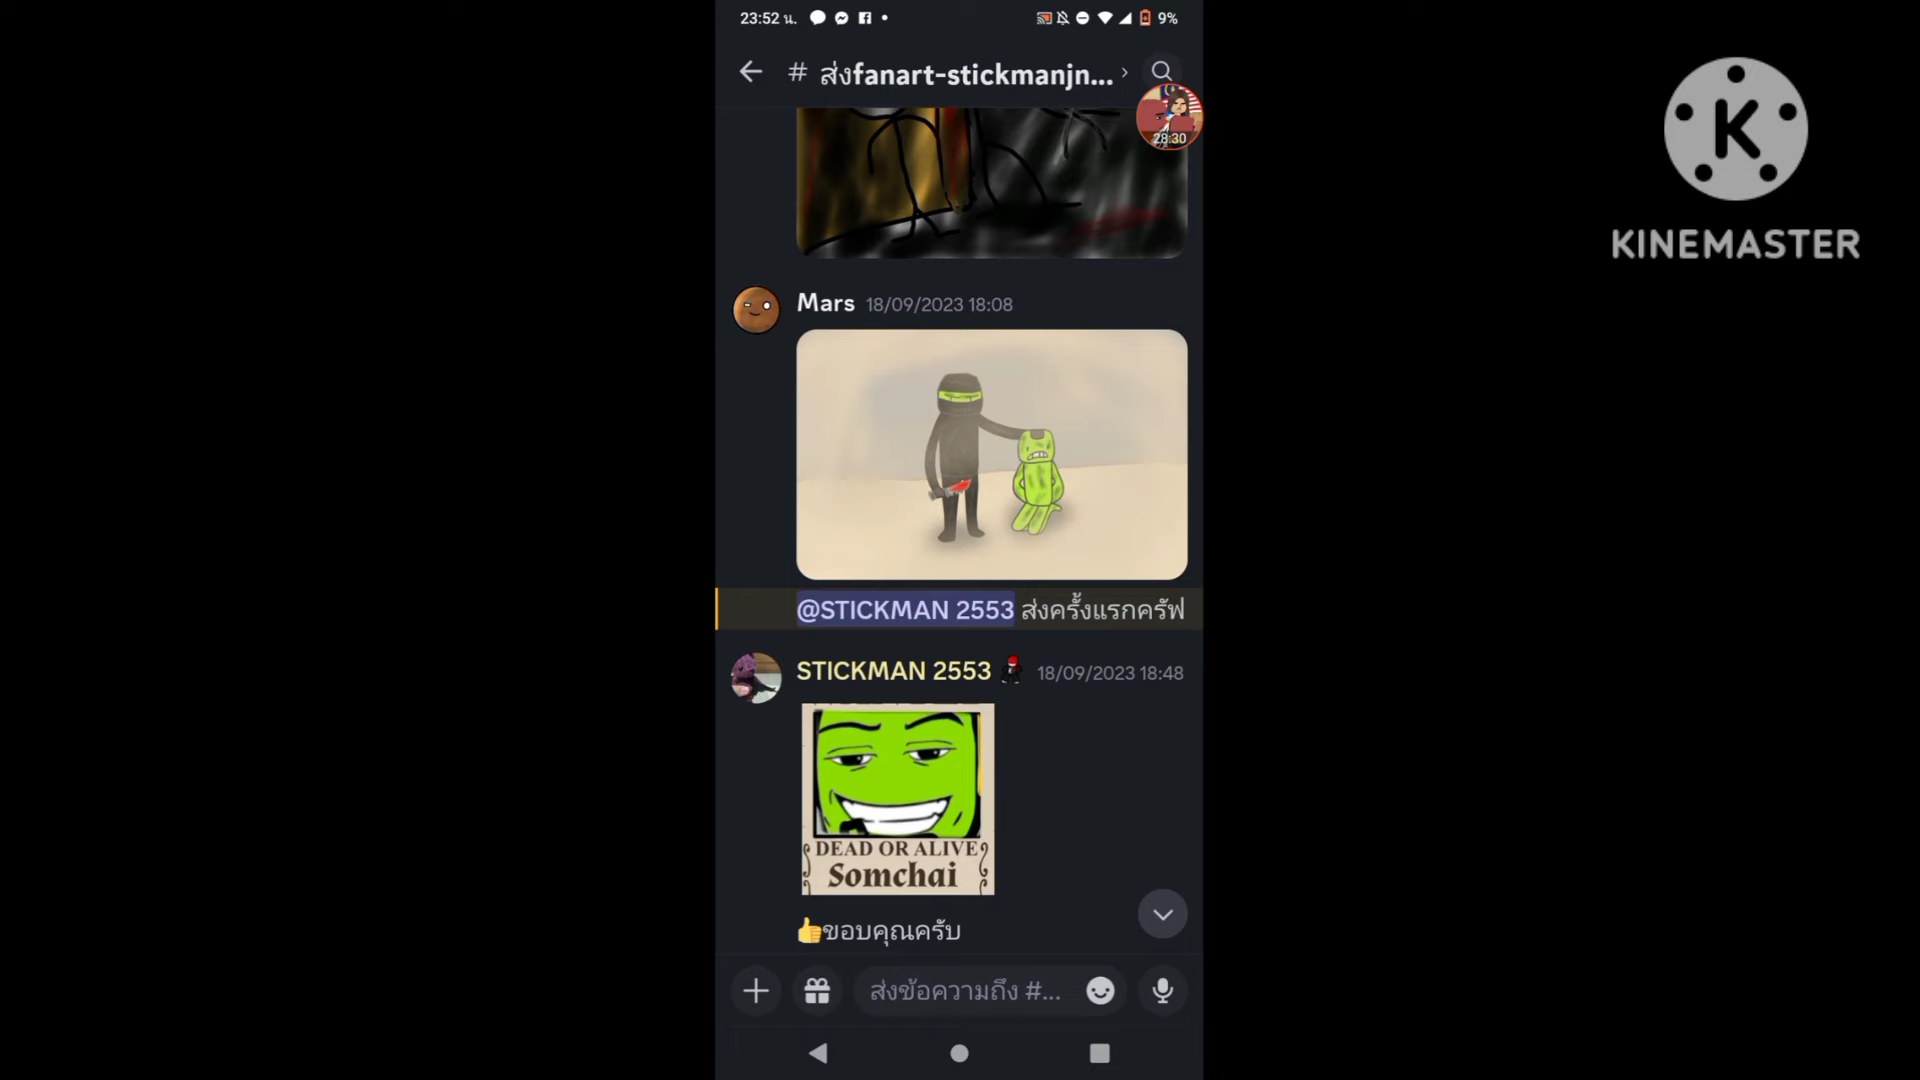 23:52 น.
9%
# ส่งfanart-stickmanjn...
28:30
K
KINEMASTER
Mars 18/09/2023 18:08
@STICKMAN 2553 ส่งครั้งแรกครัฟ
STICKMAN 2553 18/09/2023 18:48
DEAD OR ALIVE
Somchai
👍ขอบคุณครับ
ส่งข้อความถึง #...